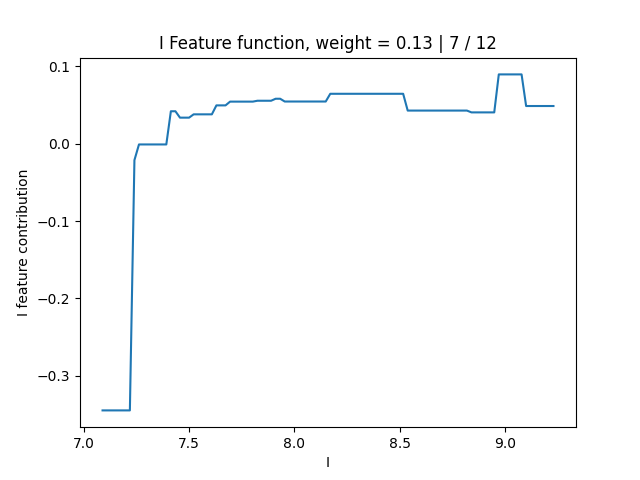 I Feature function, weight = 0.13 | 7 / 12
0.1
0.0
−0.1
−0.2
−0.3
I feature contribution
7.0 7.5 8.0 8.5 9.0
I